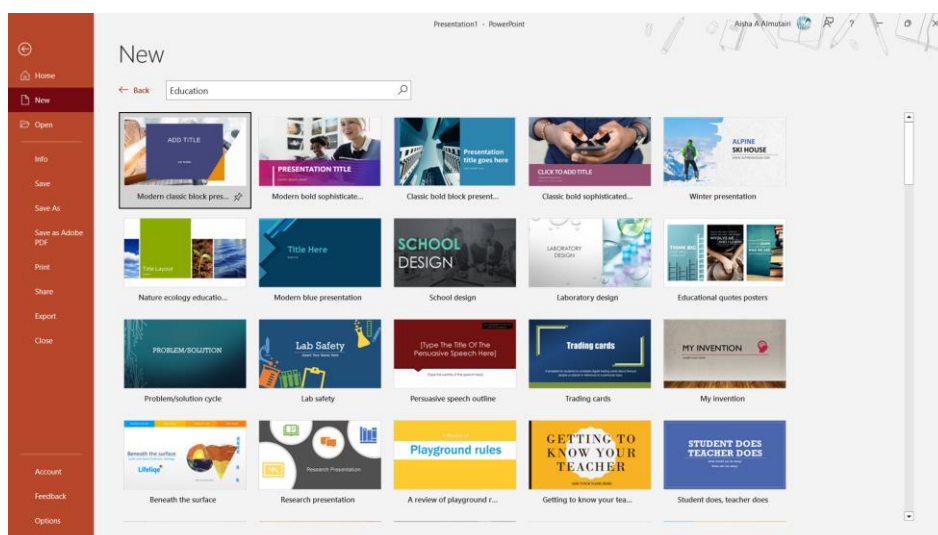 Presentation1 - PowerPoint
Aisha A Almutairi
?
New
Home
New
Open
Info
Save
Save As
Save as Adobe
PDF
Print
Share
Export
Close
Account
Feedback
Options
Back
Education
ADD TITLE
Modern classic block pres...
PRESENTATION TITLE
Modern bold sophisticate...
Presentation
title goes here
Classic bold block present...
CLICK TO ADD TITLE
Classic bold sophisticated...
ALPINE
SKI HOUSE
Winter presentation
Title Layout
Nature ecology educatio...
Title Here
Modern blue presentation
SCHOOL
DESIGN
School design
LABORATORY
DESIGN
Laboratory design
THINK BIG
Educational quotes posters
PROBLEM/SOLUTION
Problem/solution cycle
Lab Safety
Lab safety
[Type The Title Of The
Persuasive Speech Here]
Persuasive speech outline
Trading cards
Trading cards
MY INVENTION
My invention
Beneath the surface
Lifeliqe
Beneath the surface
Research Presentation
Research presentation
A review of
Playground rules
A review of playground r...
GETTING TO
KNOW YOUR
TEACHER
Getting to know your tea...
STUDENT DOES
TEACHER DOES
Student does, teacher does